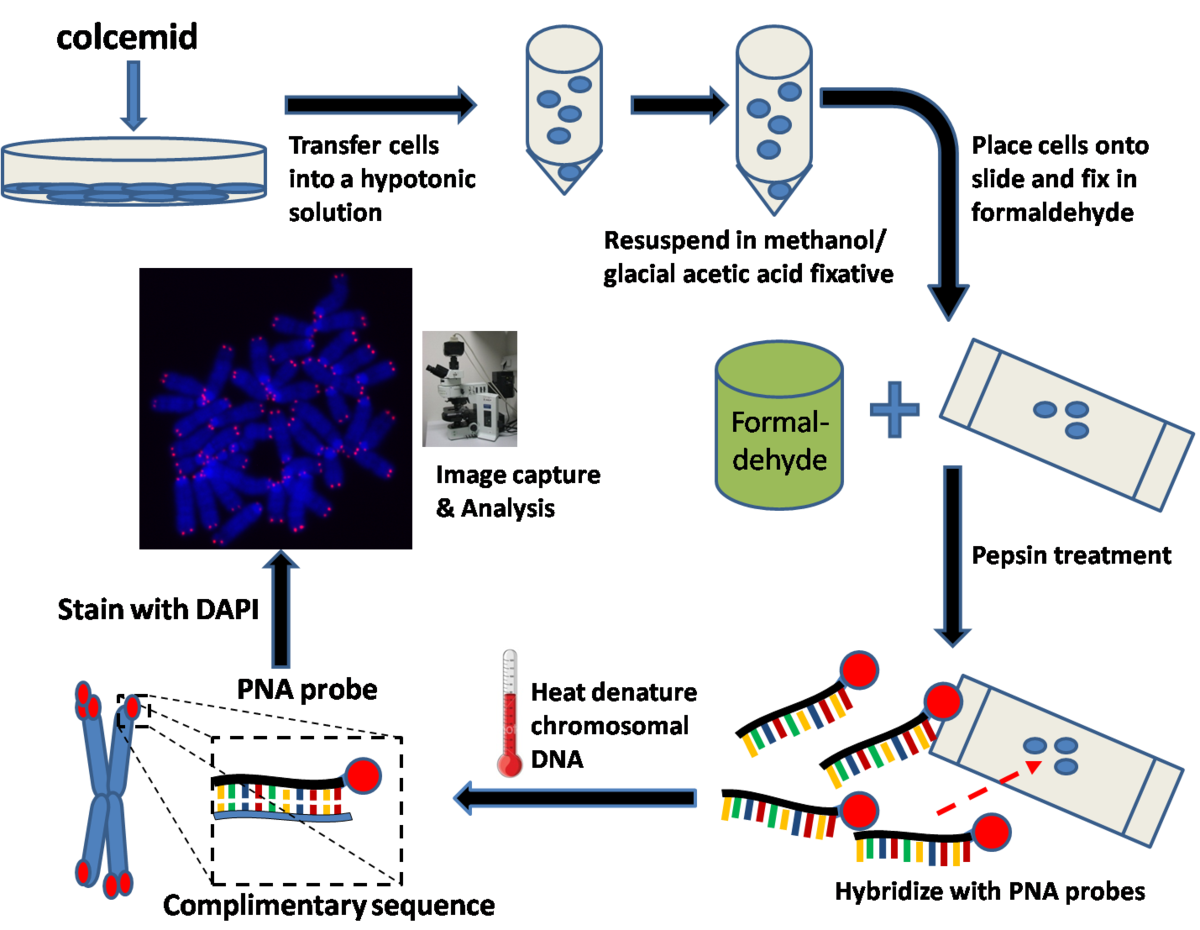 colcemid
Transfer cells
into a hypotonic
solution
Resuspend in methanol/
glacial acetic acid fixative
Place cells onto
slide and fix in
formaldehyde
Formal-
dehyde
Pepsin treatment
Hybridize with PNA probes
Heat denature
chromosomal
DNA
PNA probe
Complimentary sequence
Stain with DAPI
Image capture
& Analysis